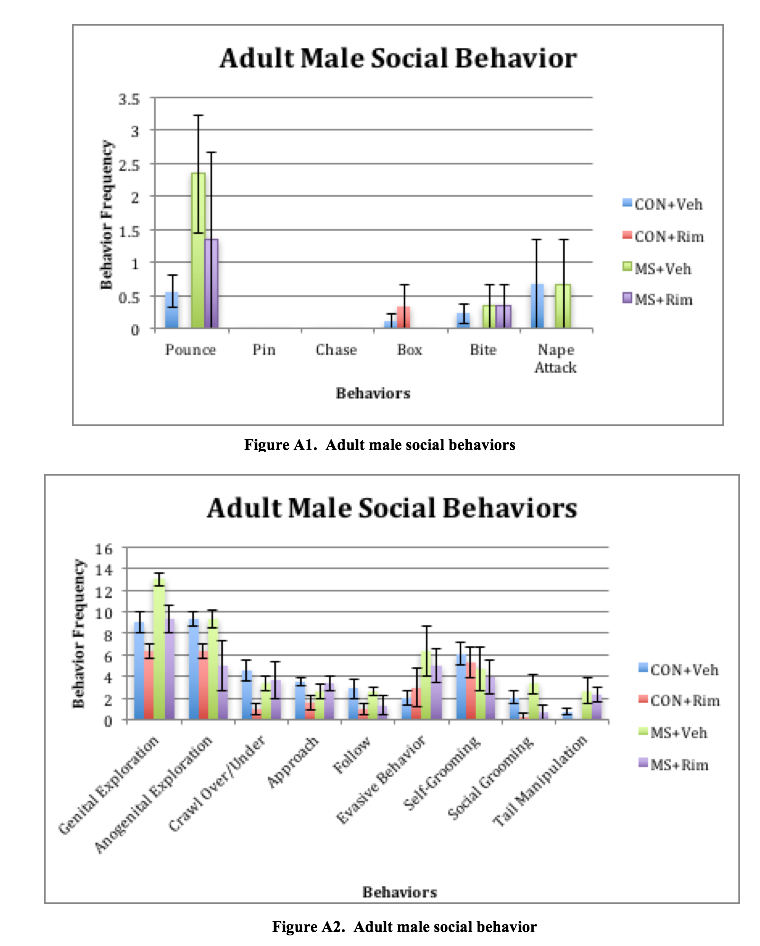 Adult Male Social Behavior
3.5
3
2.5
2
1.5
1
0.5
0
Behavior Frequency
Pounce
Pin
Chase
Box
Bite
Nape
Attack
Behaviors
CON+Veh
CON+Rim
MS+Veh
MS+Rim
Figure A1. Adult male social behaviors
Adult Male Social Behaviors
16
14
12
10
8
6
4
2
0
Behavior Frequency
Genital Exploration
Anogenital Exploration
Crawl Over/Under
Approach
Follow
Evasive Behavior
Self-Grooming
Social Grooming
Tail Manipulation
Behaviors
CON+Veh
CON+Rim
MS+Veh
MS+Rim
Figure A2. Adult male social behavior